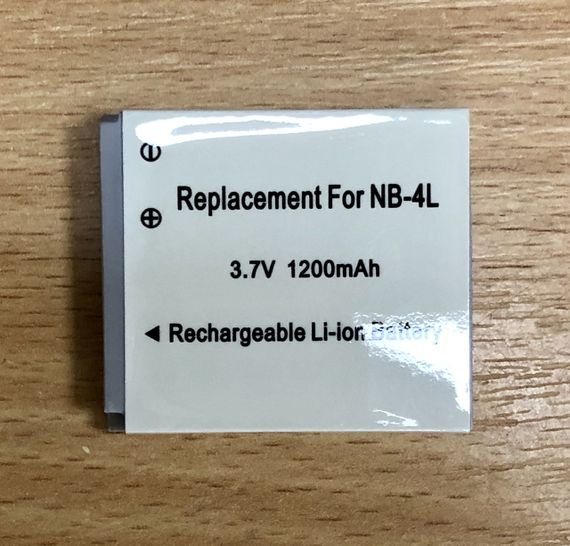 Replacement For NB-4L
3.7V 1200mAh
Rechargeable Li-ion Battery